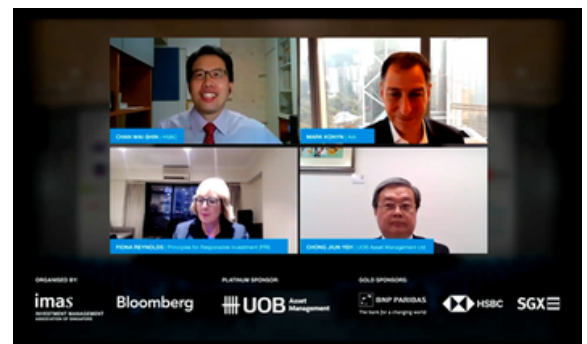 CHAN WAI-SHIN | HSBC
MARK KONYN | AIA
FIONA REYNOLDS | Principles for Responsible Investment (PRI)
CHONG JIUN YEH | UOB Asset Management Ltd
ORGANISED BY:
PLATINUM SPONSOR:
GOLD SPONSORS:
imas
INVESTMENT MANAGEMENT
ASSOCIATION OF SINGAPORE
Bloomberg
UOB Asset
Management
BNP PARIBAS
The bank for a changing world
HSBC
SGX